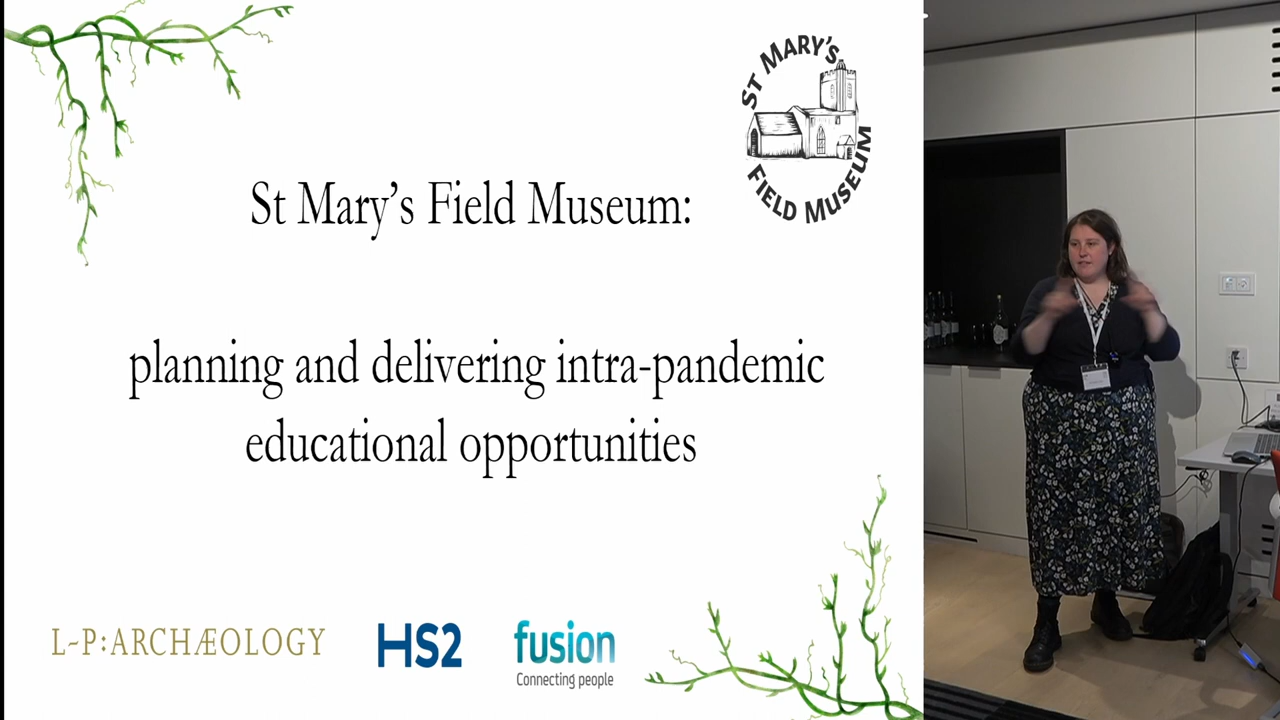 ST MARY'S
FIELD MUSEUM
St Mary's Field Museum:
planning and delivering intra-pandemic
educational opportunities
L~P:ARCHÆOLOGY
HS2
fusion
Connecting people